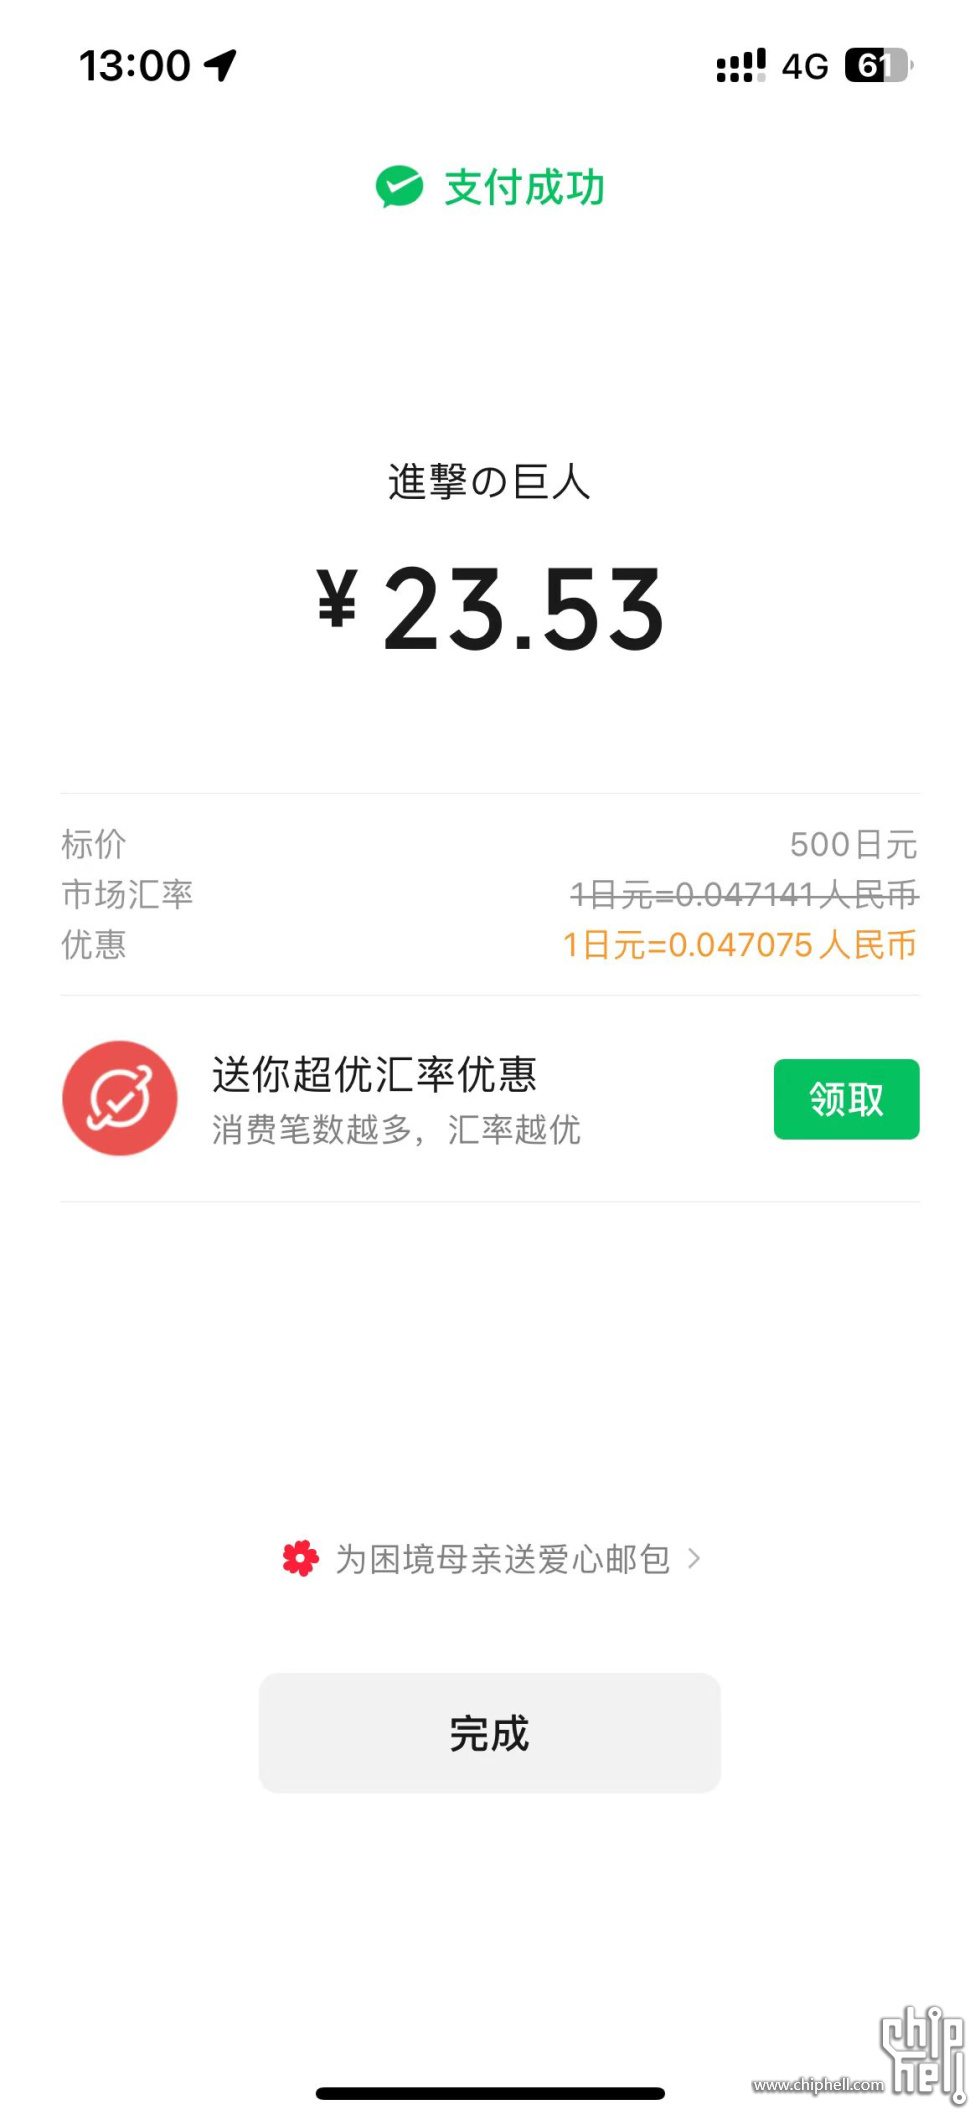 13:00
4G 61
支付成功
進撃の巨人
¥23.53
标价 500日元
市场汇率 1日元=0.047141人民币
优惠 1日元=0.047075人民币
送你超优汇率优惠
消费笔数越多，汇率越优
领取
为困境母亲送爱心邮包
完成
chip
hell
www.chiphell.com